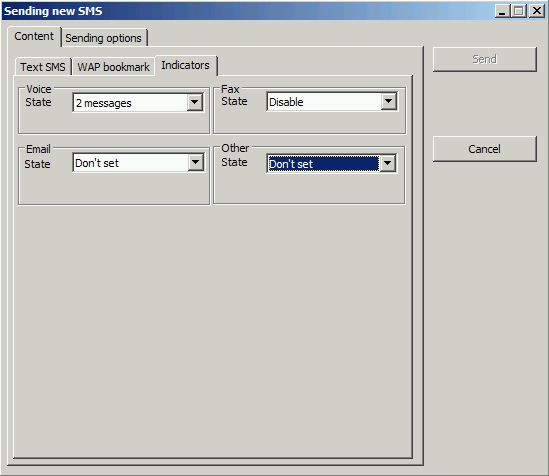 Sending new SMS
Content Sending options
Text SMS WAP bookmark Indicators
Send
Voice
State 2 messages
Fax
State Disable
Cancel
Email
State Don't set
Other
State Don't set